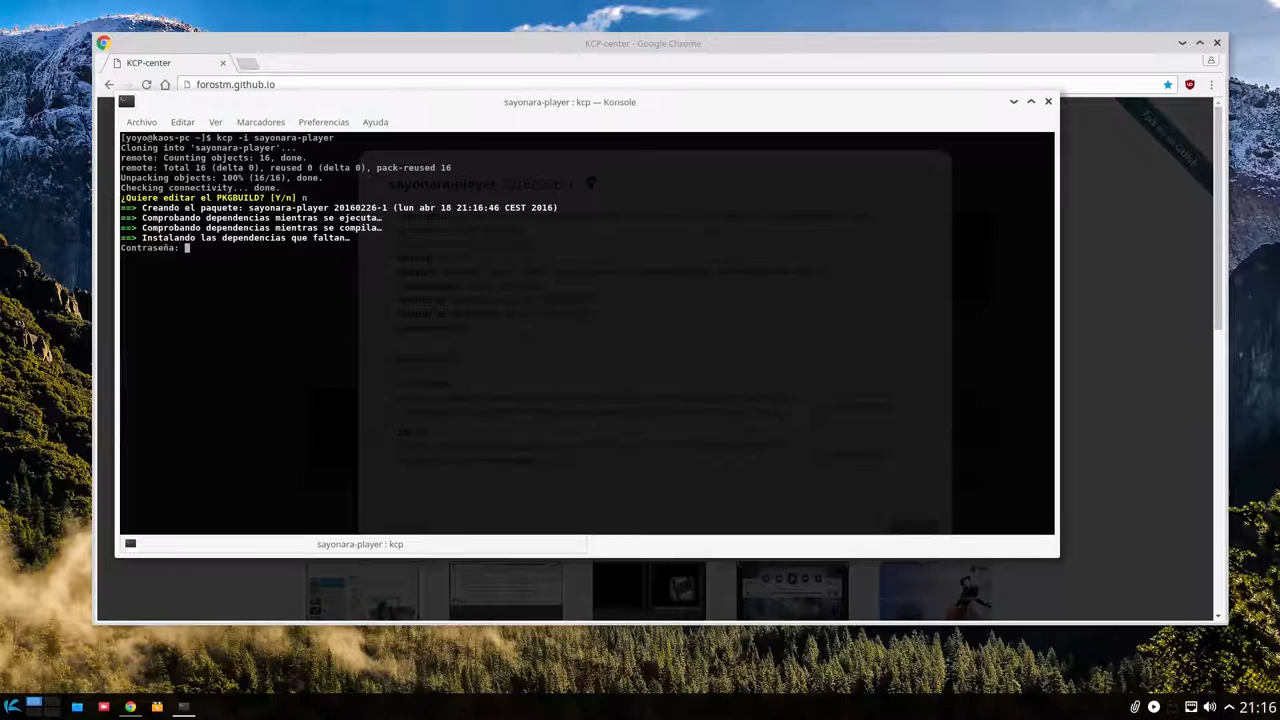 KCP-center - Google Chrome
KCP-center
forostm.github.io
sayonara-player : kcp — Konsole
Archivo Editar Ver Marcadores Preferencias Ayuda
[yoyo@kaos-pc ~]$ kcp -i sayonara-player
Cloning into 'sayonara-player'...
remote: Counting objects: 16, done.
remote: Total 16 (delta 0), reused 0 (delta 0), pack-reused 16
Unpacking objects: 100% (16/16), done.
Checking connectivity... done.
¿Quiere editar el PKGBUILD? [Y/n] n
==> Creando el paquete: sayonara-player 20160226-1 (lun abr 18 21:16:46 CEST 2016)
==> Comprobando dependencias mientras se ejecuta…
==> Comprobando dependencias mientras se compila…
==> Instalando las dependencias que faltan…
Contraseña:
sayonara-player : kcp
21:16